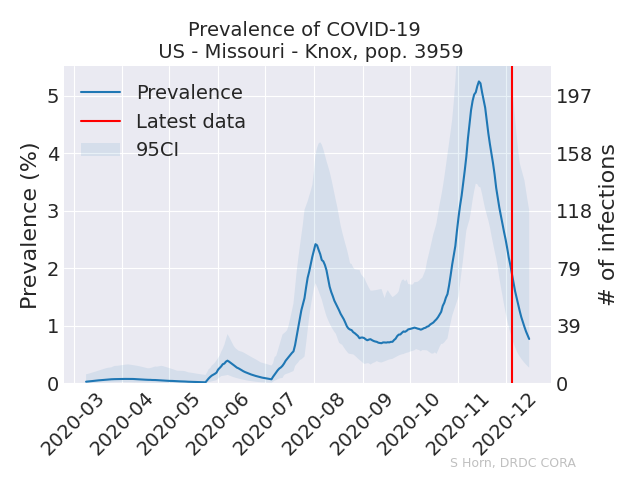 Prevalence of COVID-19
US - Missouri - Knox, pop. 3959
Prevalence
Latest data
95CI
Prevalence (%)
5
4
3
2
1
0
197
158
118
79
39
0
# of infections
2020-03
2020-04
2020-05
2020-06
2020-07
2020-08
2020-09
2020-10
2020-11
2020-12
S Horn, DRDC CORA